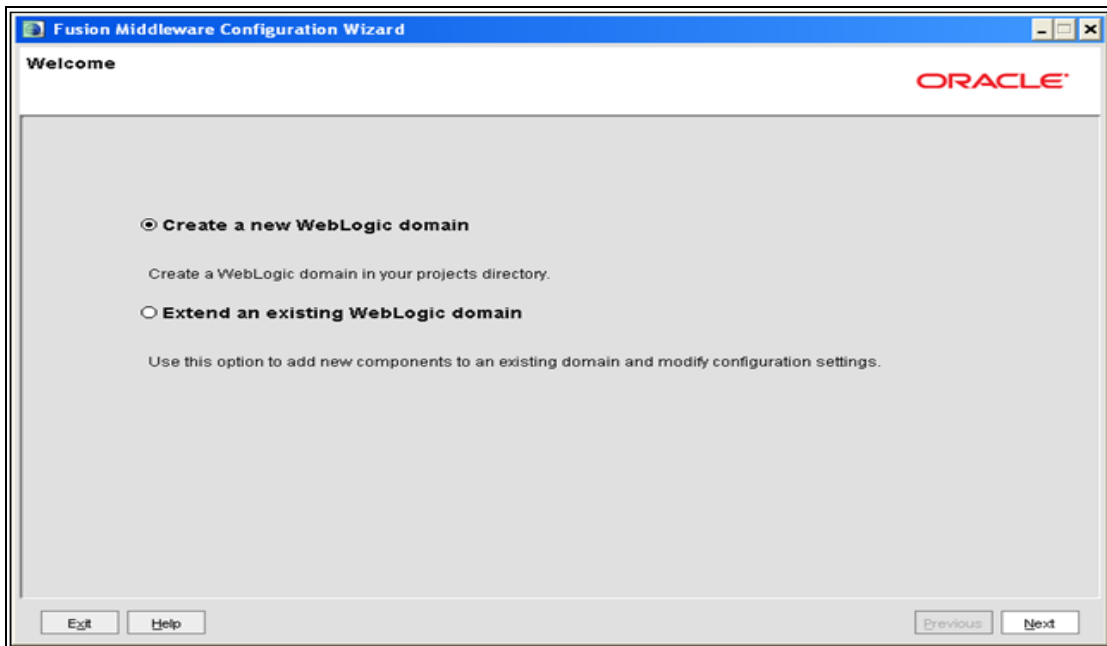 Fusion Middleware Configuration Wizard
Welcome
ORACLE
Create a new WebLogic domain
Create a WebLogic domain in your projects directory.
Extend an existing WebLogic domain
Use this option to add new components to an existing domain and modify configuration settings.
Exit Help Previous Next